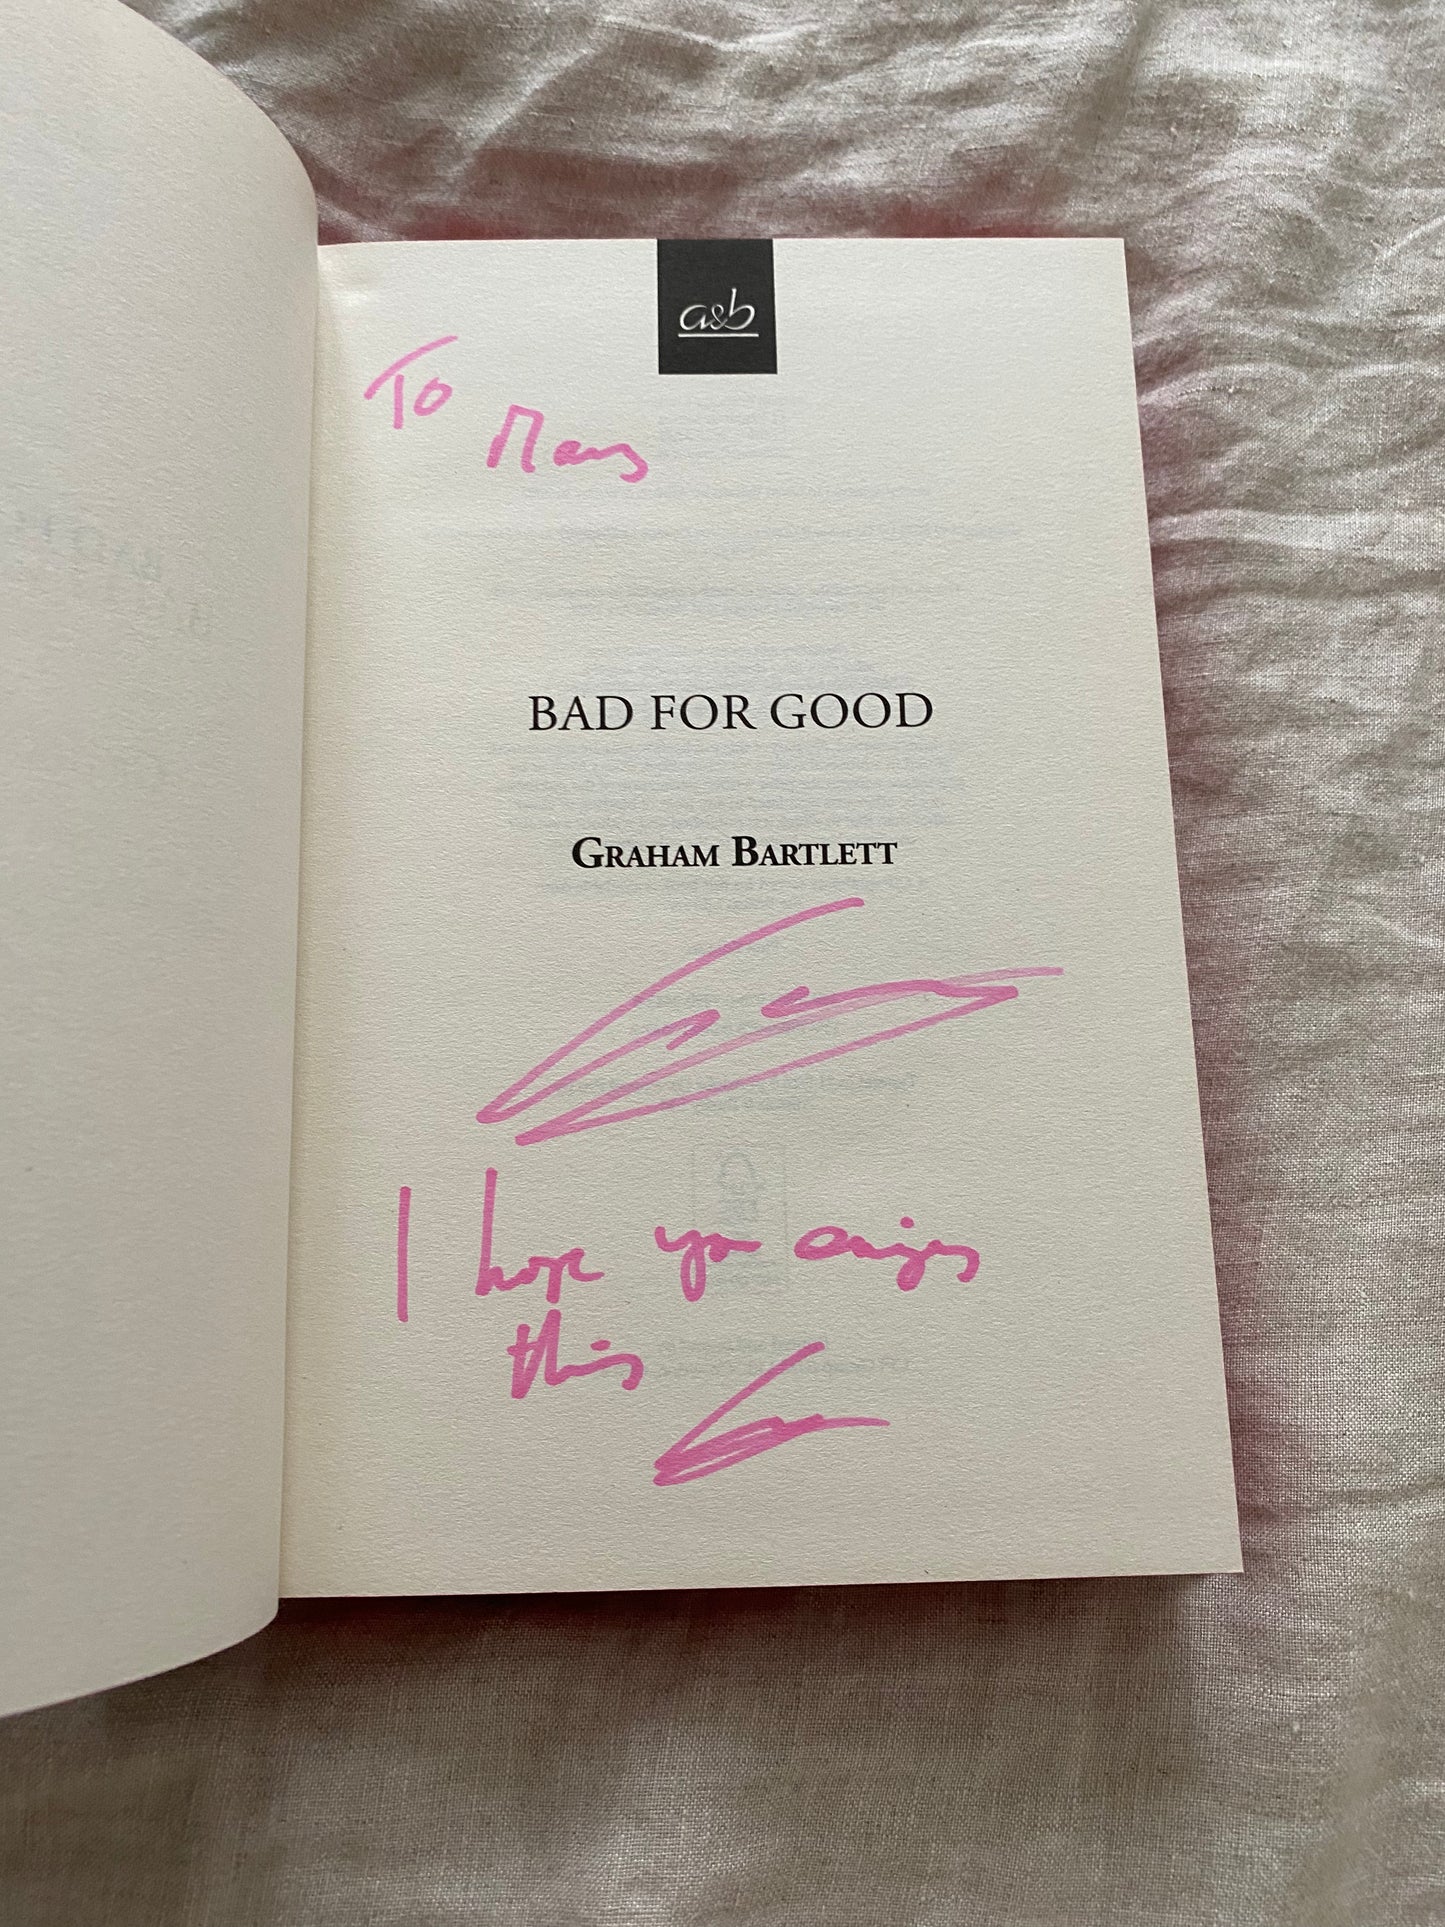 a&b
To Mary
BAD FOR GOOD
GRAHAM BARTLETT
I hope you enjoy
this